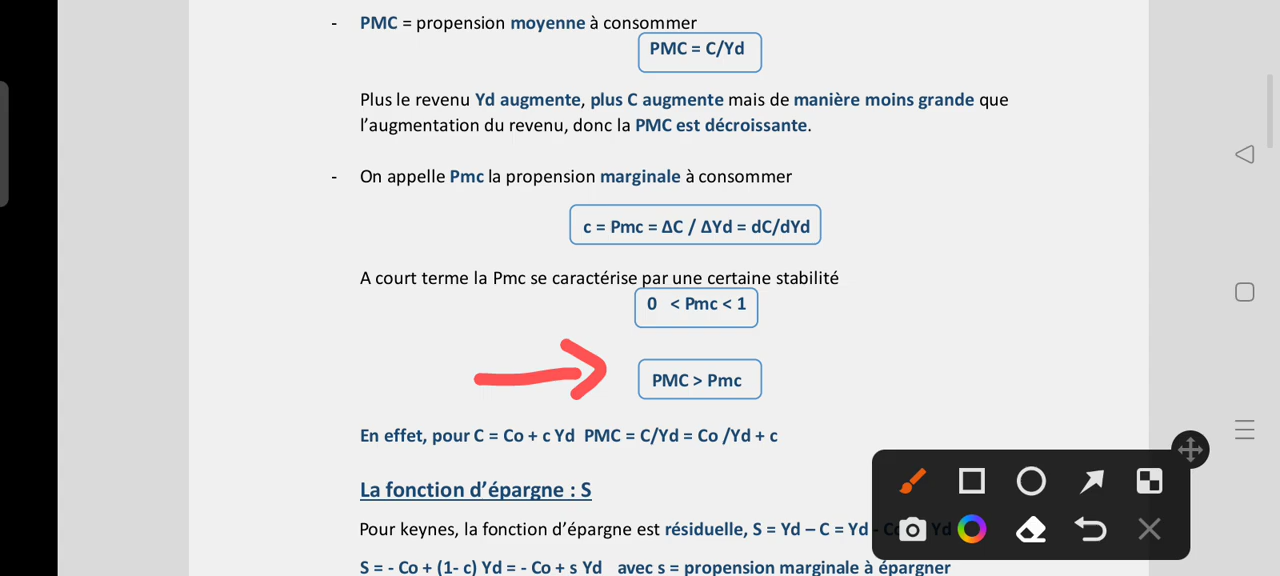 - PMC = propension moyenne à consommer
PMC = C/Yd
Plus le revenu Yd augmente, plus C augmente mais de manière moins grande que
l’augmentation du revenu, donc la PMC est décroissante.
- On appelle Pmc la propension marginale à consommer
c = Pmc = ΔC / ΔYd = dC/dYd
A court terme la Pmc se caractérise par une certaine stabilité
0 < Pmc < 1
PMC > Pmc
En effet, pour C = Co + c Yd PMC = C/Yd = Co /Yd + c
La fonction d’épargne : S
Pour keynes, la fonction d’épargne est résiduelle, S = Yd – C = Yd
S = - Co + (1- c) Yd = - Co + s Yd avec s = propension marginale à épargner